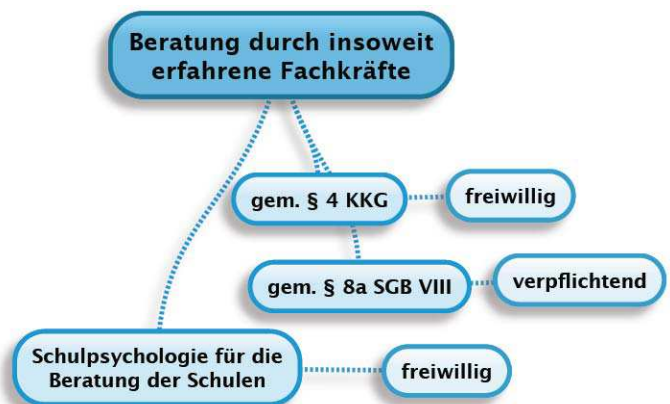 Beratung durch insoweit
erfahrene Fachkräfte
gem. § 4 KKG
freiwillig
gem. § 8a SGB VIII
verpflichtend
Schulpsychologie für die
Beratung der Schulen
freiwillig